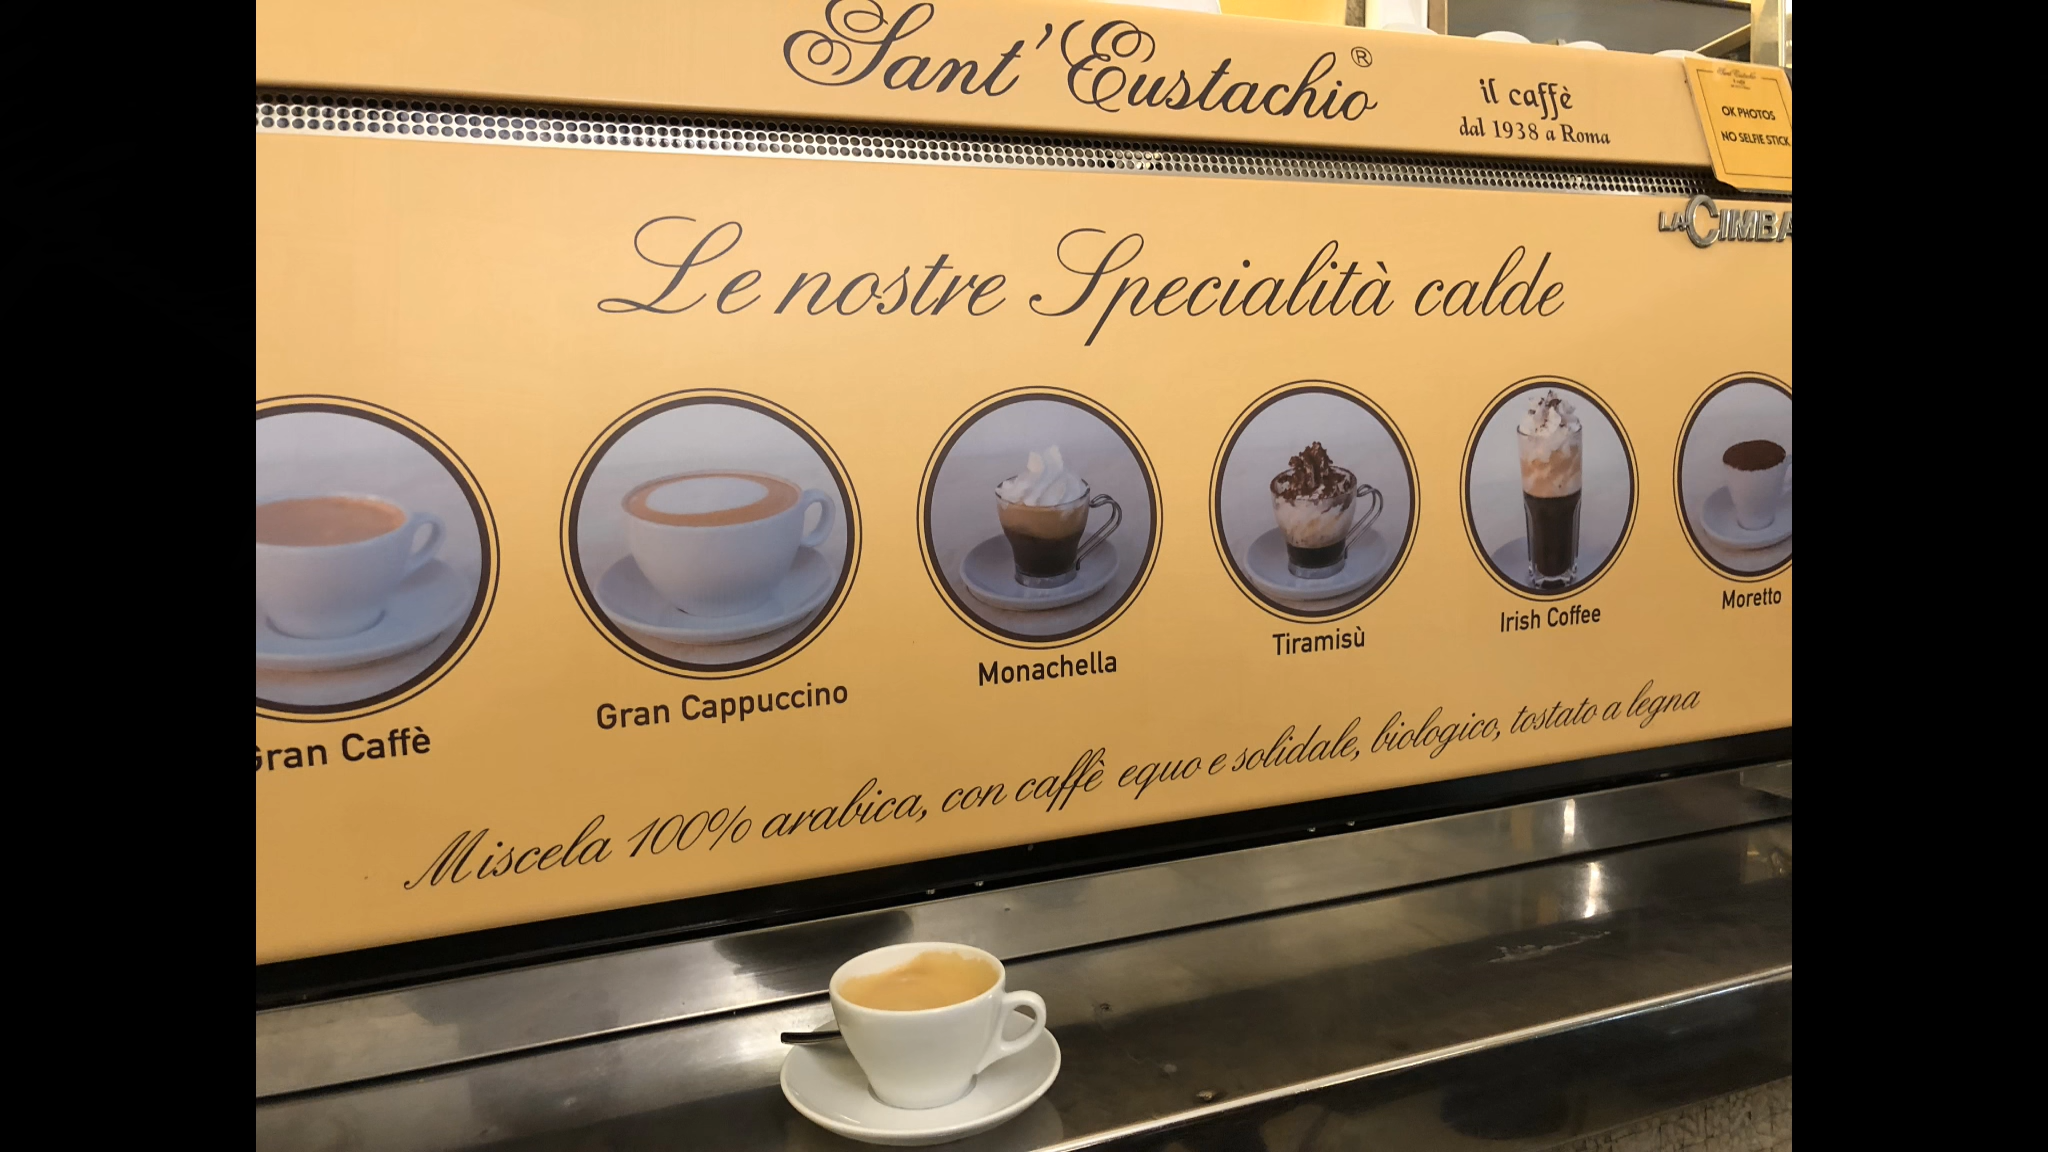 Sant' Eustachio ®
il caffè
dal 1938 a Roma
OK PHOTOS
NO SELFIE STICK
LA CIMBA
Le nostre Specialità calde
Gran Caffè
Gran Cappuccino
Monachella
Tiramisù
Irish Coffee
Moretto
Miscela 100% arabica, con caffè equo e solidale, biologico, tostato a legna